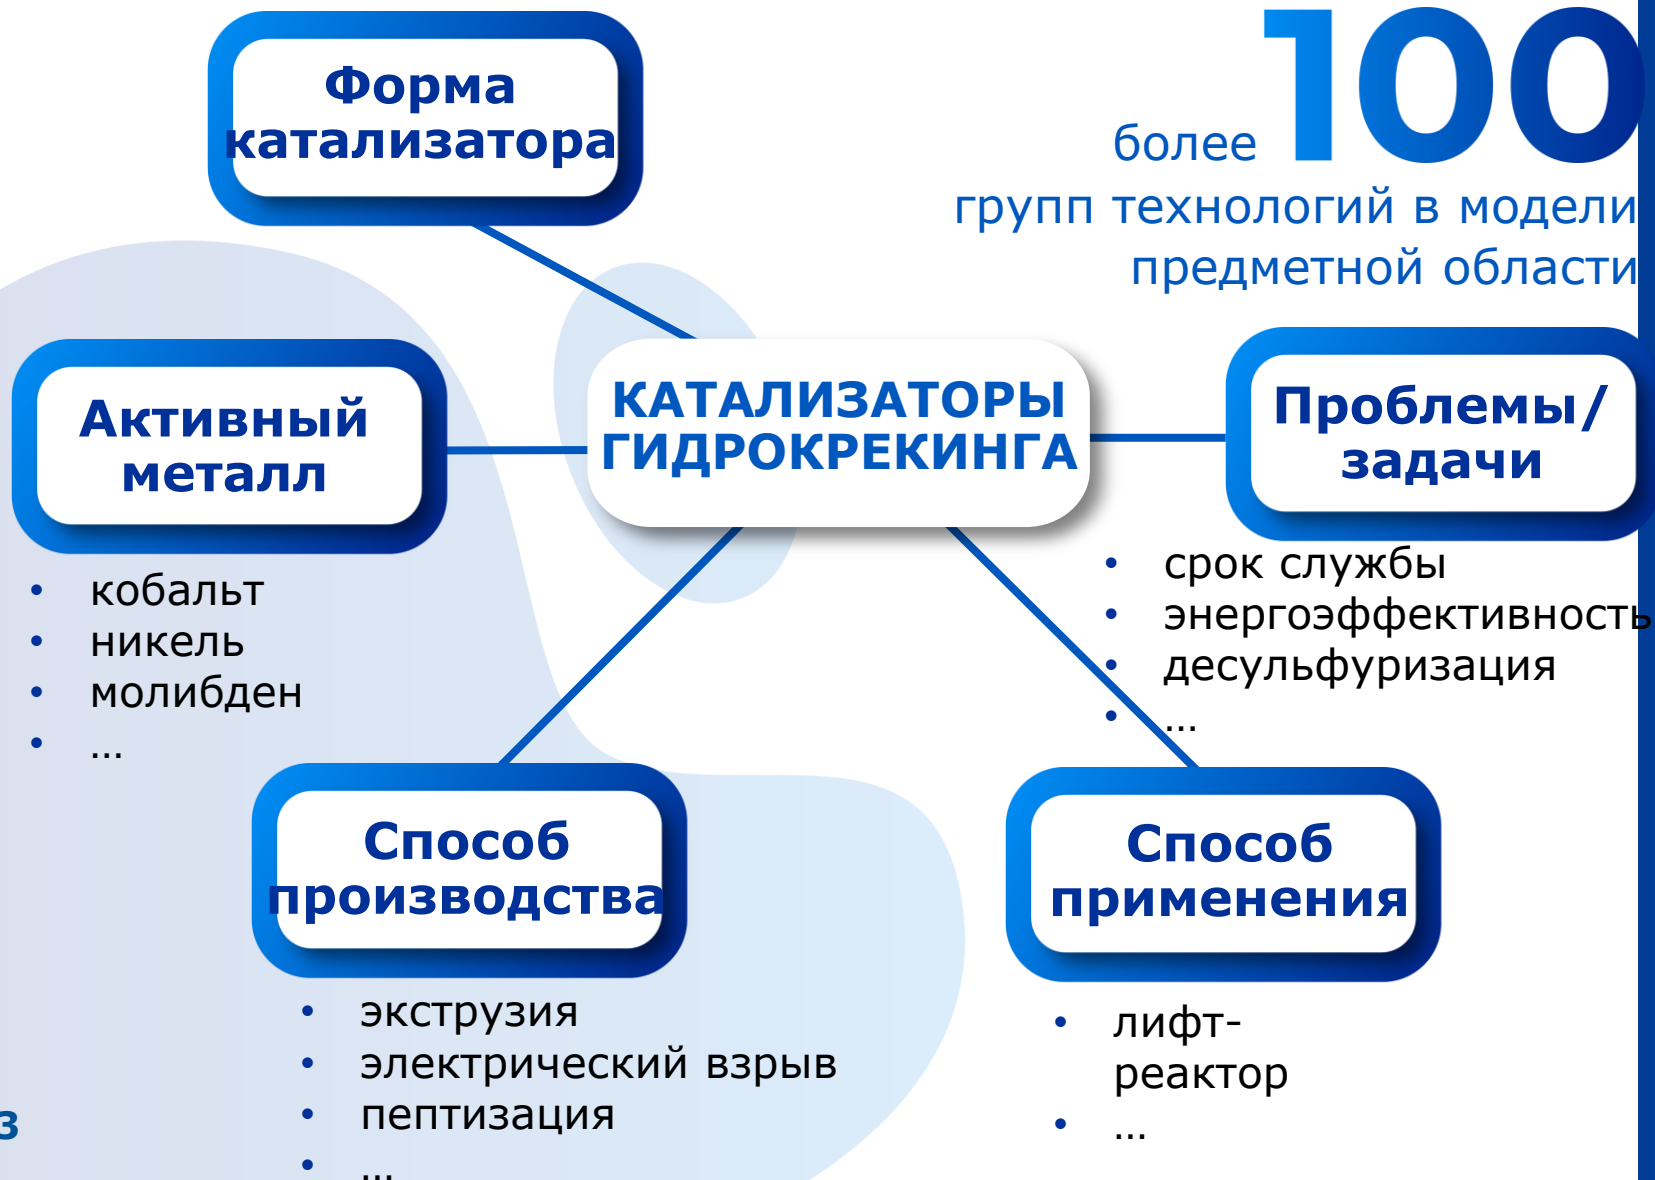 Форма
катализатора
более 100
групп технологий в модели
предметной области
Активный
металл
• кобальт
• никель
• молибден
• ...
КАТАЛИЗАТОРЫ
ГИДРОКРЕКИНГА
Проблемы/
задачи
• срок службы
• энергоэффективность
• десульфуризация
• ...
Способ
производства
• экструзия
• электрический взрыв
• пептизация
• ...
Способ
применения
• лифт-
реактор
• ...
3